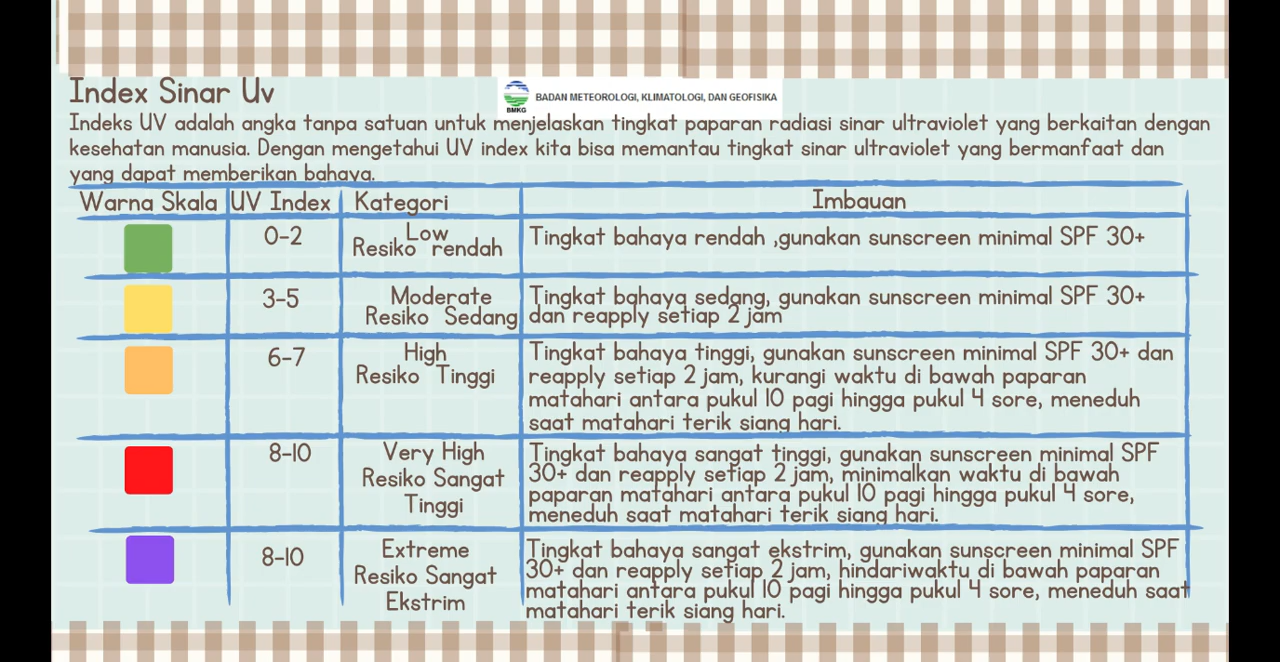 Index Sinar Uv
BMKG
BADAN METEOROLOGI, KLIMATOLOGI, DAN GEOFISIKA
Indeks UV adalah angka tanpa satuan untuk menjelaskan tingkat paparan radiasi sinar ultraviolet yang berkaitan dengan
kesehatan manusia. Dengan mengetahui UV index kita bisa memantau tingkat sinar ultraviolet yang bermanfaat dan
yang dapat memberikan bahaya.
Warna Skala UV Index Kategori Imbauan
0-2
Low
Resiko rendah
Tingkat bahaya rendah ,gunakan sunscreen minimal SPF 30+
3-5
Moderate
Resiko Sedang
Tingkat bahaya sedang, gunakan sunscreen minimal SPF 30+
dan reapply setiap 2 jam
6-7
High
Resiko Tinggi
Tingkat bahaya tinggi, gunakan sunscreen minimal SPF 30+ dan
reapply setiap 2 jam, kurangi waktu di bawah paparan
matahari antara pukul 10 pagi hingga pukul 4 sore, meneduh
saat matahari terik siang hari.
8-10
Very High
Resiko Sangat
Tinggi
Tingkat bahaya sangat tinggi, gunakan sunscreen minimal SPF
30+ dan reapply setiap 2 jam, minimalkan waktu di bawah
paparan matahari antara pukul 10 pagi hingga pukul 4 sore,
meneduh saat matahari terik siang hari.
8-10
Extreme
Resiko Sangat
Ekstrim
Tingkat bahaya sangat ekstrim, gunakan sunscreen minimal SPF
30+ dan reapply setiap 2 jam, hindariwaktu di bawah paparan
matahari antara pukul 10 pagi hingga pukul 4 sore, meneduh saat
matahari terik siang hari.